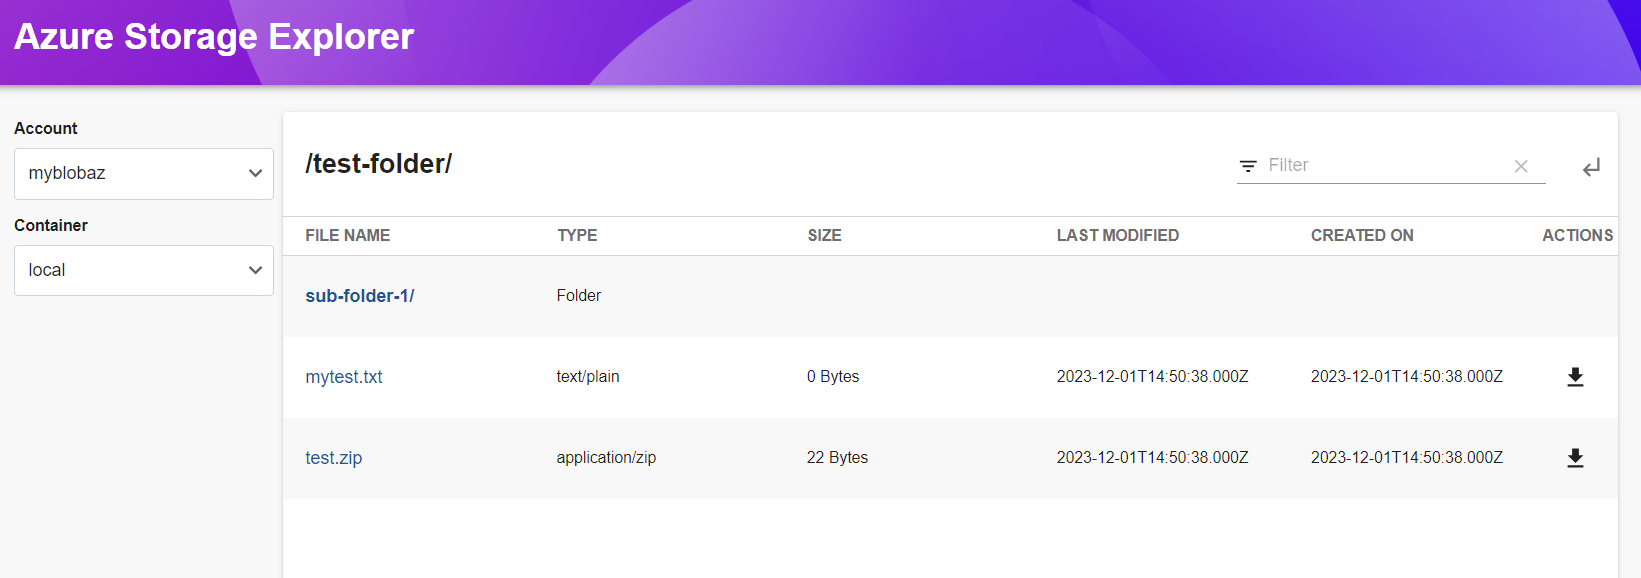 Azure Storage Explorer
Account
myblobaz
Container
local
/test-folder/
Filter
FILE NAME TYPE SIZE LAST MODIFIED CREATED ON ACTIONS
sub-folder-1/ Folder
mytest.txt text/plain 0 Bytes 2023-12-01T14:50:38.000Z 2023-12-01T14:50:38.000Z
test.zip application/zip 22 Bytes 2023-12-01T14:50:38.000Z 2023-12-01T14:50:38.000Z